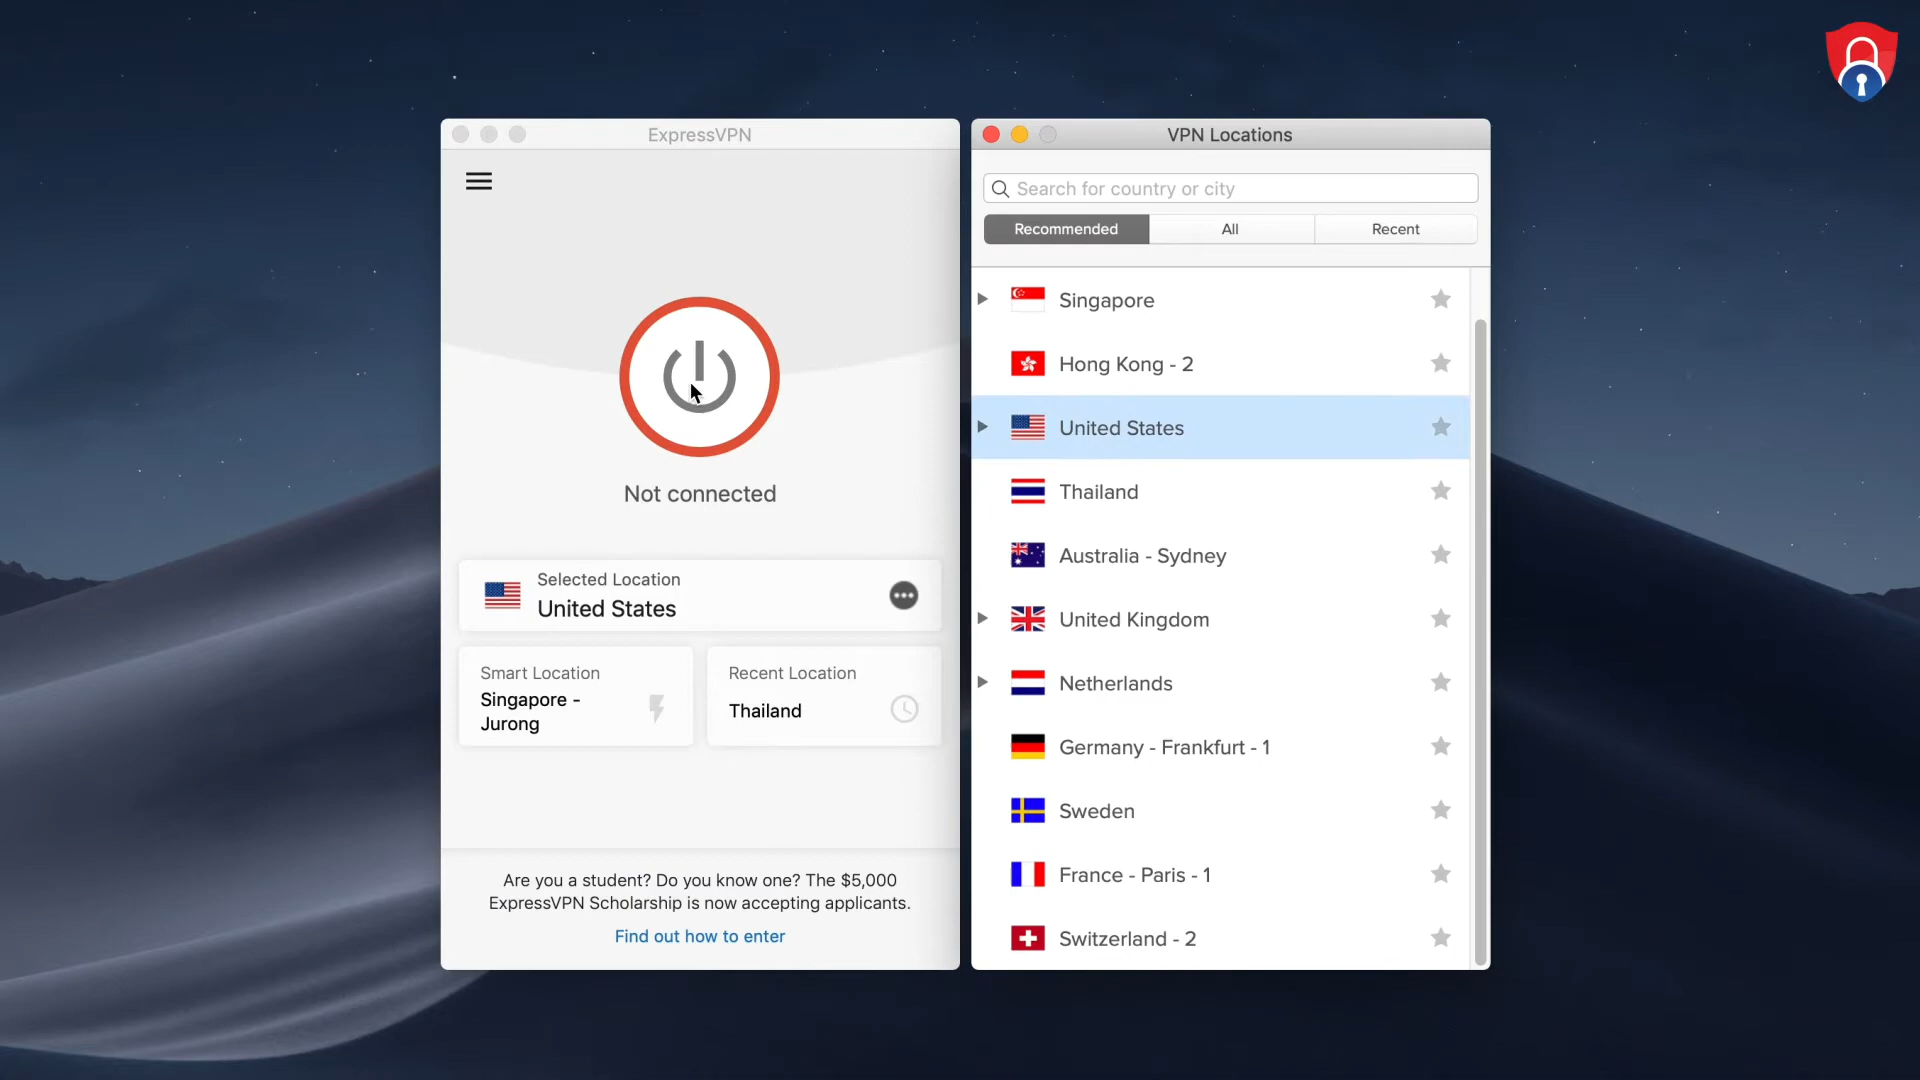 ExpressVPN
Not connected
Selected Location
United States
Smart Location
Singapore -
Jurong
Recent Location
Thailand
Are you a student? Do you know one? The $5,000
ExpressVPN Scholarship is now accepting applicants.
Find out how to enter
VPN Locations
Search for country or city
Recommended
All
Recent
Singapore
Hong Kong - 2
United States
Thailand
Australia - Sydney
United Kingdom
Netherlands
Germany - Frankfurt - 1
Sweden
France - Paris - 1
Switzerland - 2